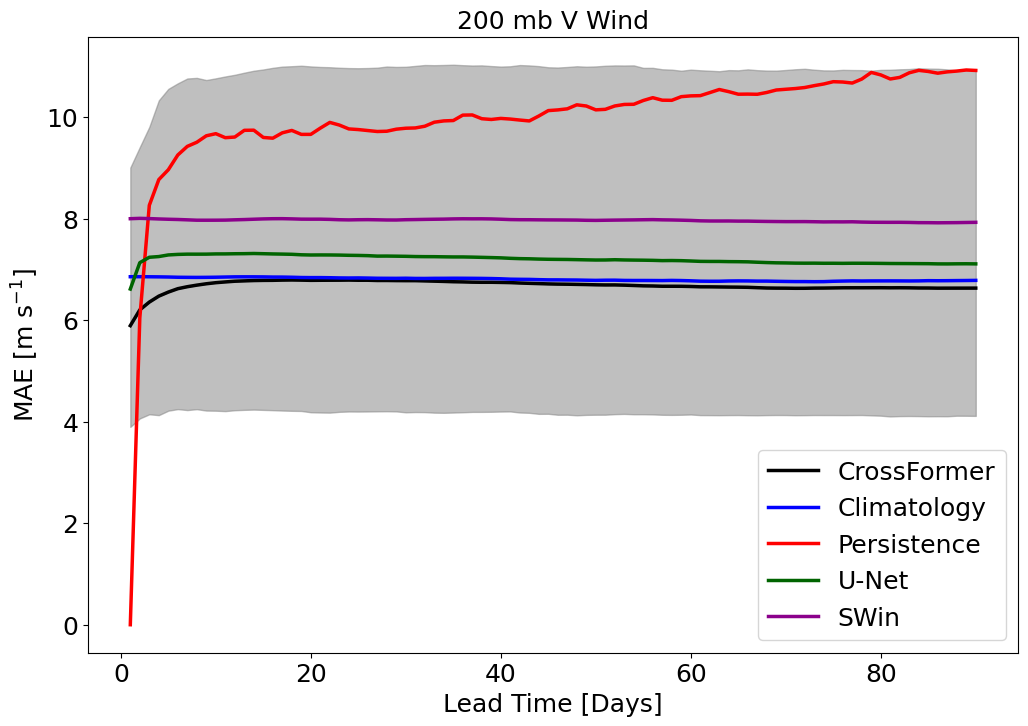 200 mb V Wind
MAE [m s⁻¹]
10
8
6
4
2
0
0 20 40 60 80
Lead Time [Days]
CrossFormer
Climatology
Persistence
U-Net
SWin